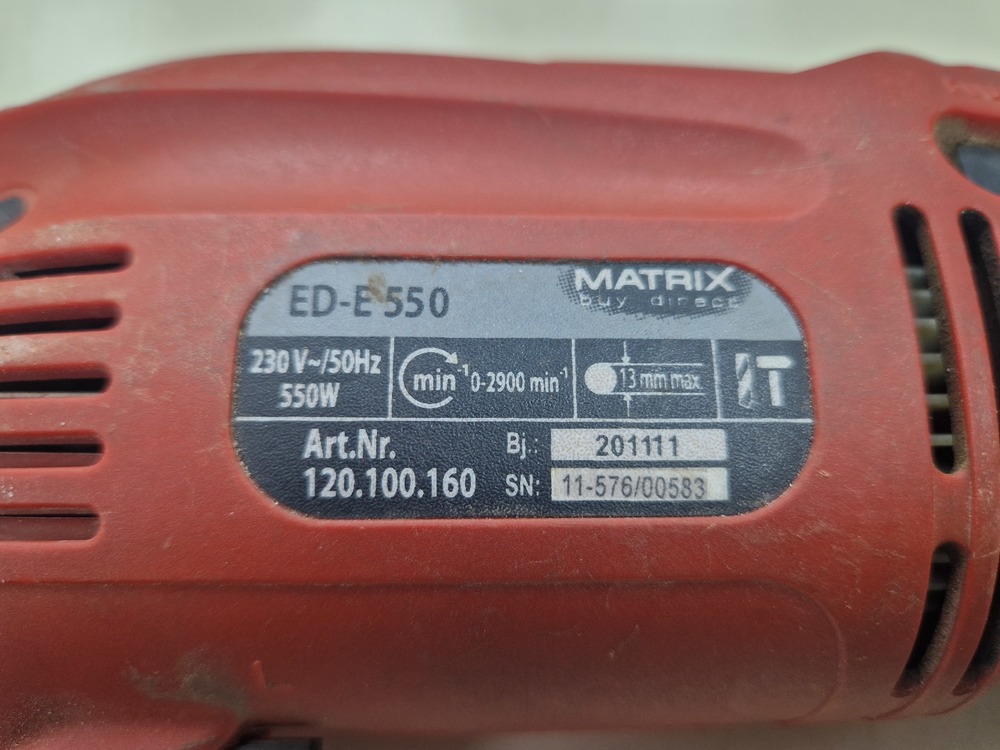 ED-E 550
MATRIX
buy direct
230 V~/50Hz
550W
min⁻¹ 0-2900 min⁻¹
13 mm max.
Art.Nr.
120.100.160
Bj.: 201111
SN: 11-576/00583